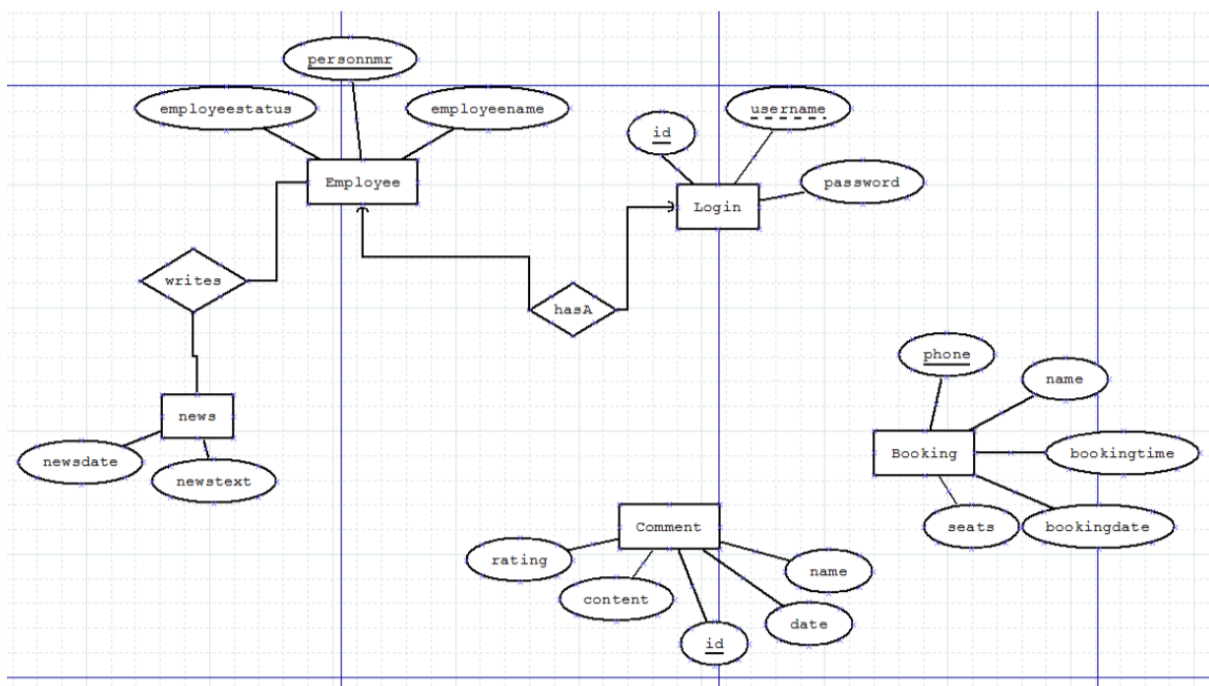 personnmr
employeestatus
employeename
username
id
Employee
password
Login
writes
hasA
phone
name
news
Booking
bookingtime
newsdate
newstext
Comment
seats
bookingdate
rating
name
content
date
id